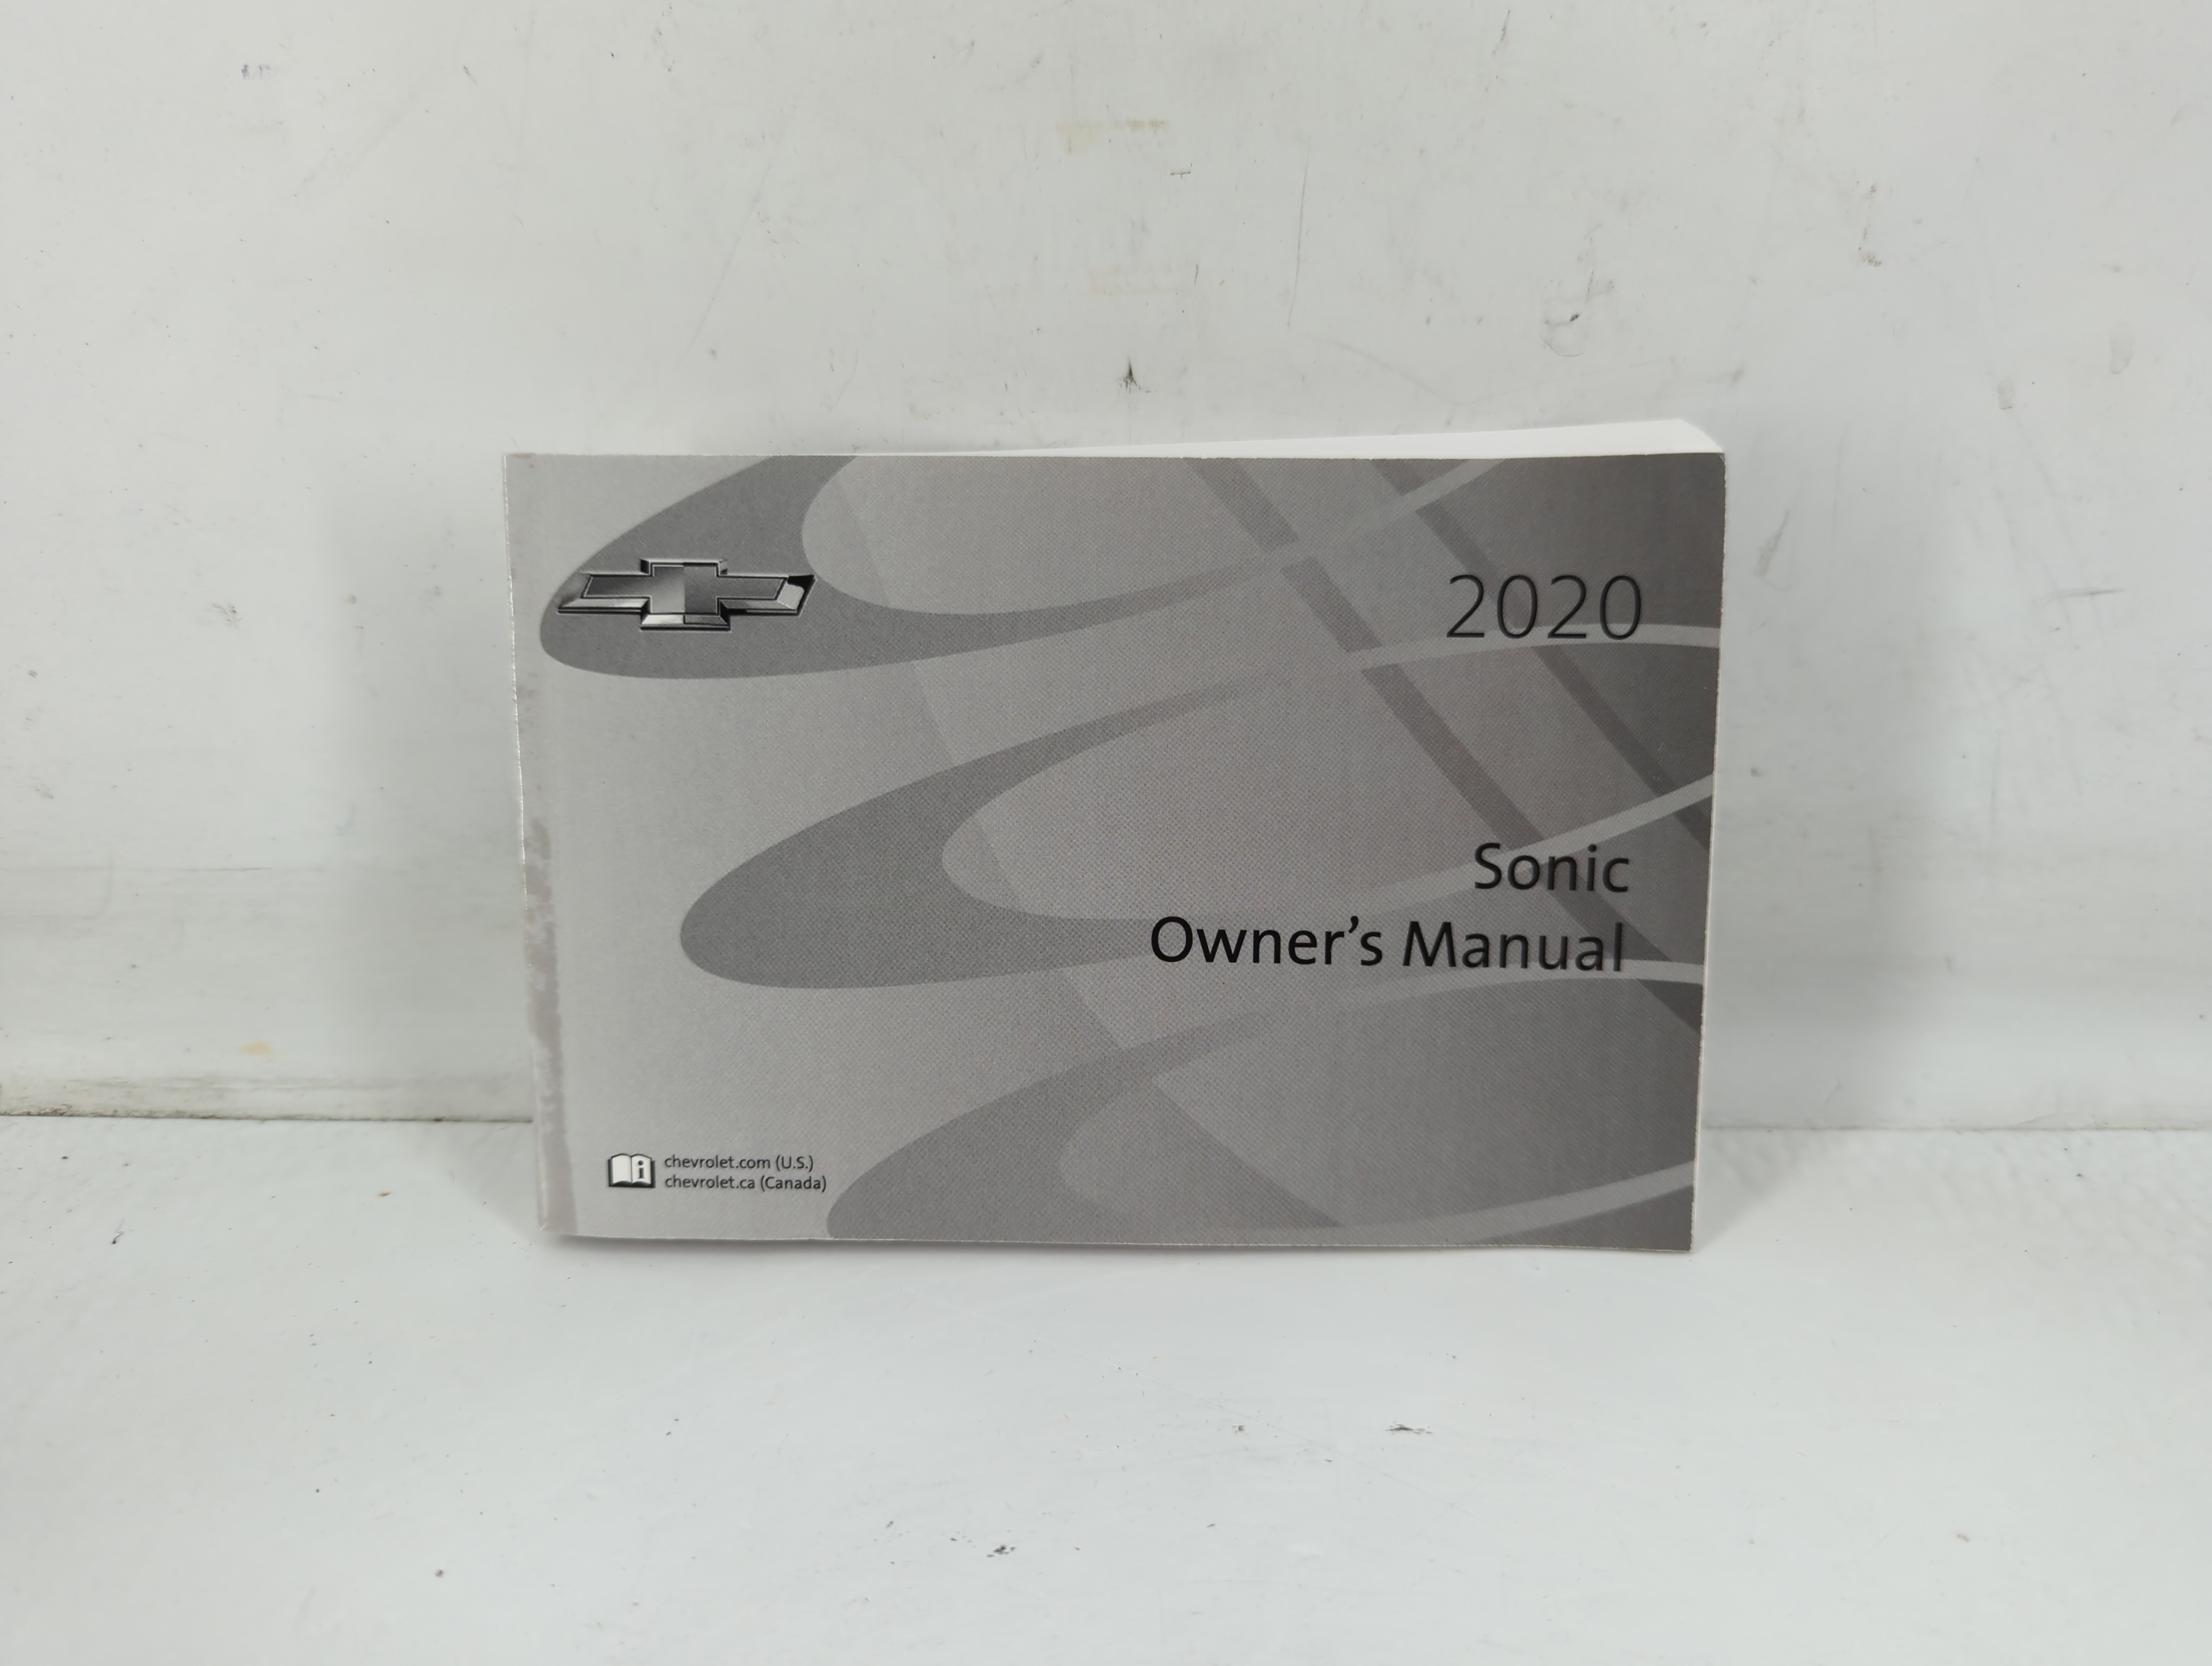 2020
Sonic
Owner's Manual
chevrolet.com (U.S.)
chevrolet.ca (Canada)